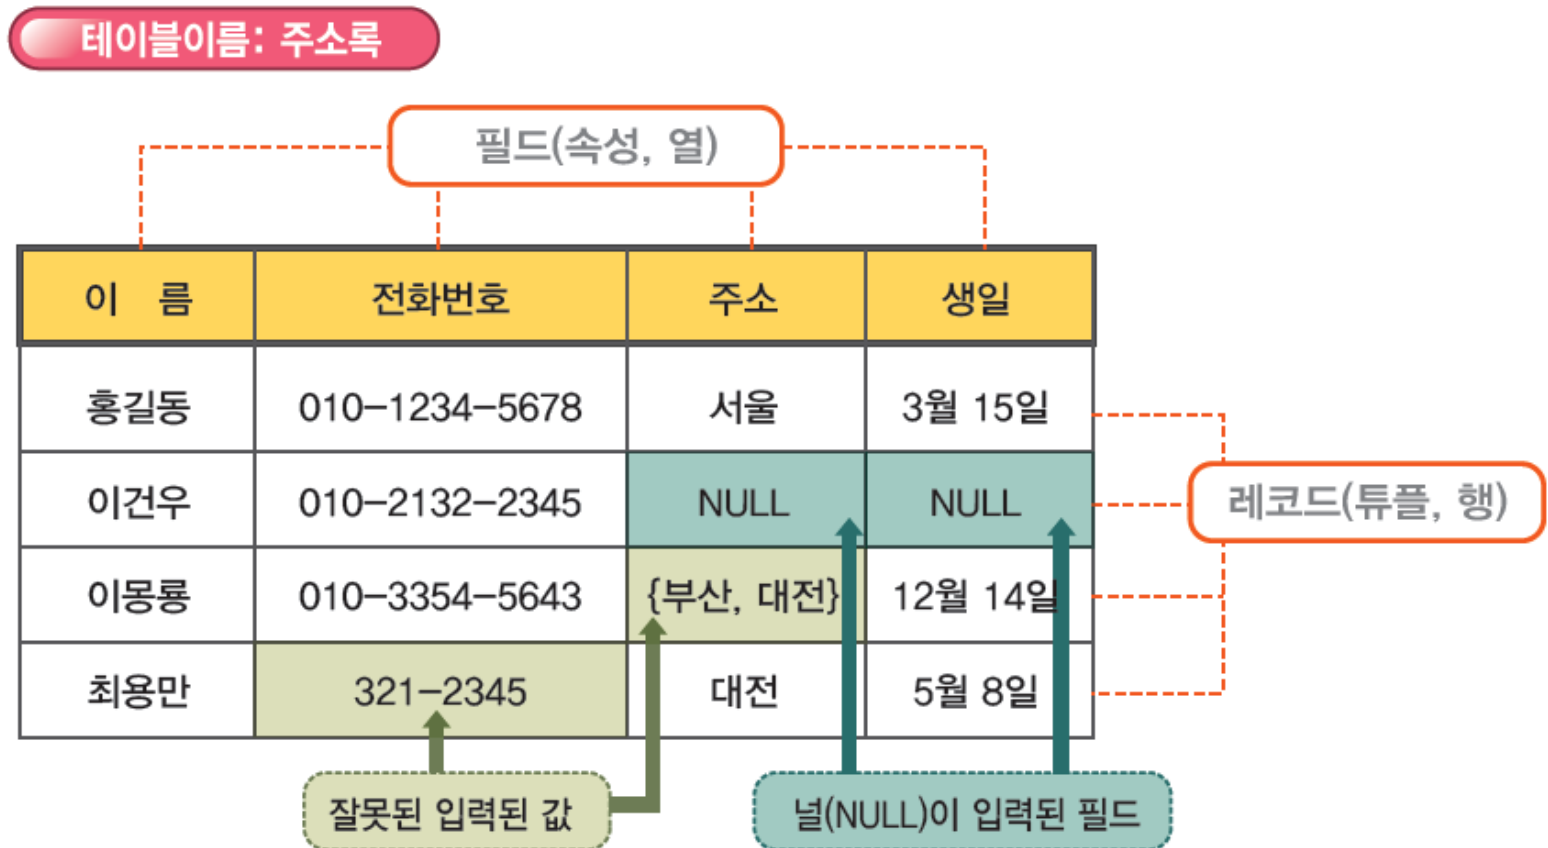 테이블이름: 주소록
필드(속성, 열)
이 름 전화번호 주소 생일
홍길동 010-1234-5678 서울 3월 15일
이건우 010-2132-2345 NULL NULL
레코드(튜플, 행)
이몽룡 010-3354-5643 {부산, 대전} 12월 14일
최용만 321-2345 대전 5월 8일
잘못된 입력된 값
널(NULL)이 입력된 필드